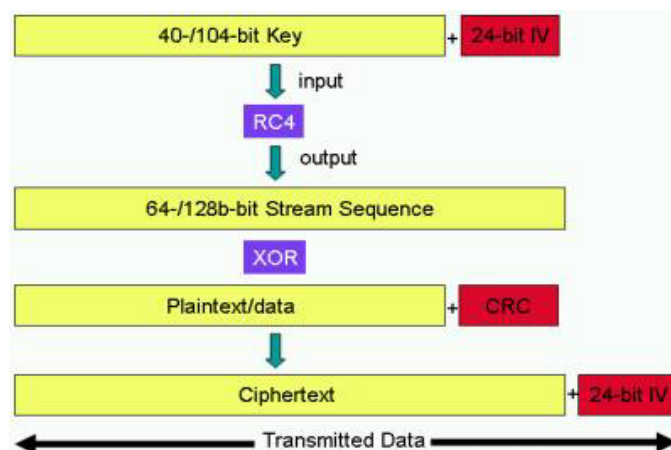 40-/104-bit Key + 24-bit IV
input
RC4
output
64-/128b-bit Stream Sequence
XOR
Plaintext/data + CRC
Ciphertext + 24-bit IV
Transmitted Data